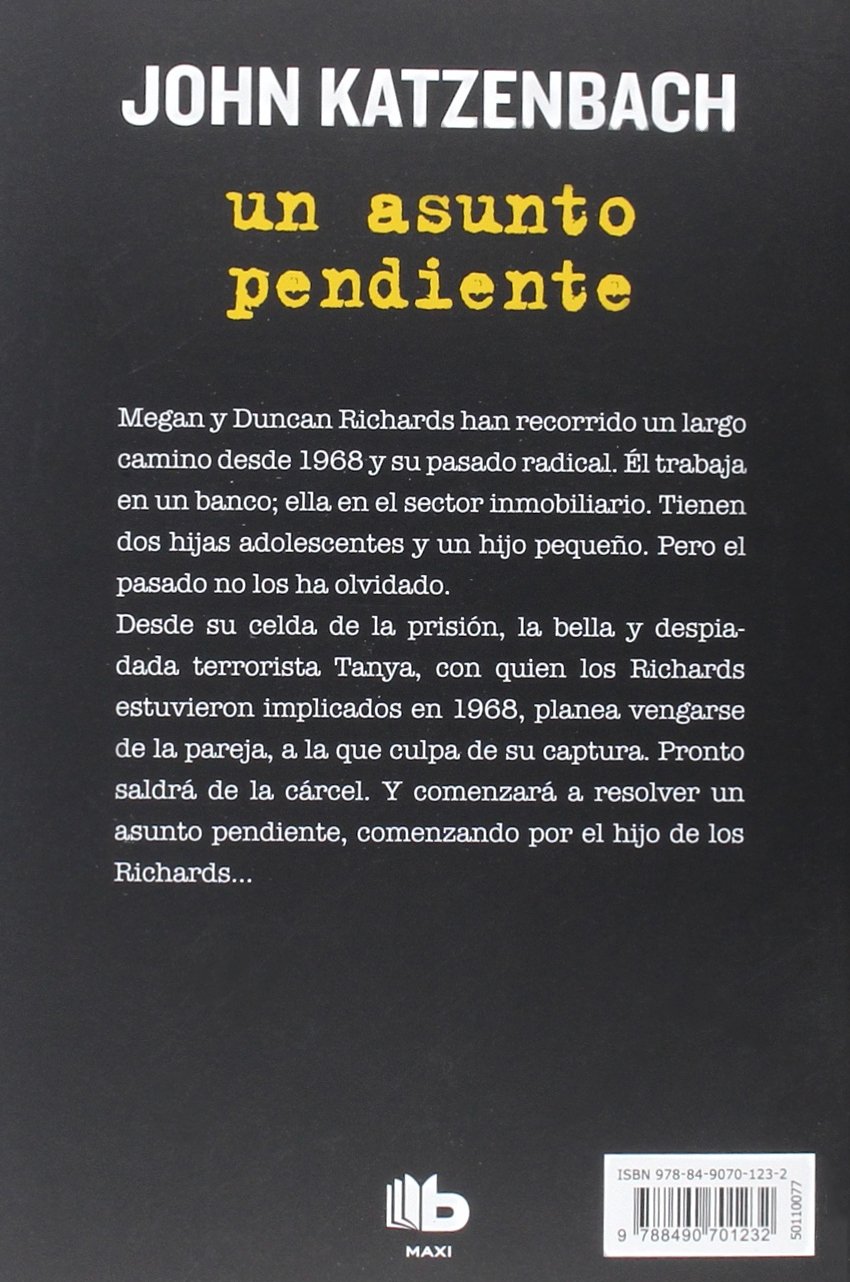 JOHN KATZENBACH
un asunto
pendiente
Megan y Duncan Richards han recorrido un largo
camino desde 1968 y su pasado radical. Él trabaja
en un banco; ella en el sector inmobiliario. Tienen
dos hijas adolescentes y un hijo pequeño. Pero el
pasado no los ha olvidado.
Desde su celda de la prisión, la bella y despia-
dada terrorista Tanya, con quien los Richards
estuvieron implicados en 1968, planea vengarse
de la pareja, a la que culpa de su captura. Pronto
saldrá de la cárcel. Y comenzará a resolver un
asunto pendiente, comenzando por el hijo de los
Richards...
b
MAXI
ISBN 978-84-9070-123-2
9 788490 701232
50110077